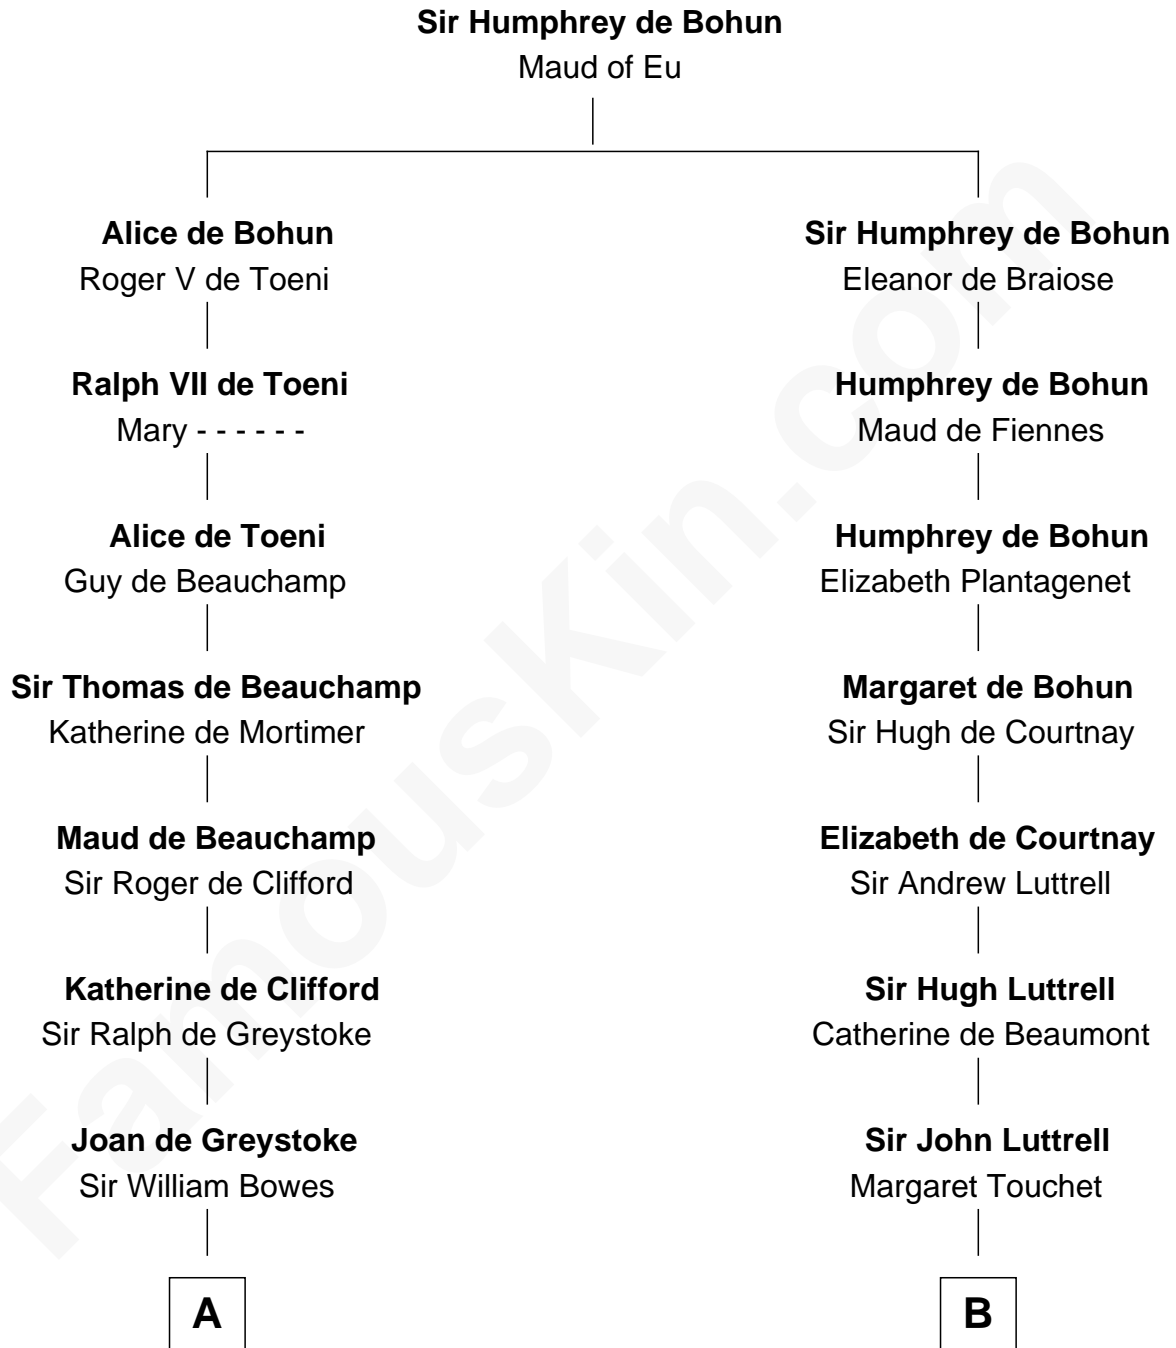 Sir Humphrey de Bohun
Maud of Eu
Alice de Bohun
Roger V de Toeni
Ralph VII de Toeni
Mary - - - - - -
Alice de Toeni
Guy de Beauchamp
Sir Thomas de Beauchamp
Katherine de Mortimer
Maud de Beauchamp
Sir Roger de Clifford
Katherine de Clifford
Sir Ralph de Greystoke
Joan de Greystoke
Sir William Bowes
A
Sir Humphrey de Bohun
Eleanor de Braiose
Humphrey de Bohun
Maud de Fiennes
Humphrey de Bohun
Elizabeth Plantagenet
Margaret de Bohun
Sir Hugh de Courtnay
Elizabeth de Courtnay
Sir Andrew Luttrell
Sir Hugh Luttrell
Catherine de Beaumont
Sir John Luttrell
Margaret Touchet
B
FamousKin.com